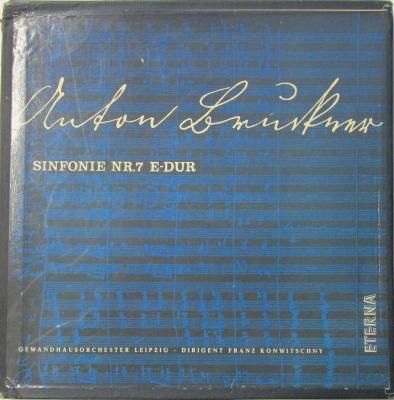 Anton Bruckner
SINFONIE NR.7 E-DUR
GEWANDHAUSORCHESTER LEIPZIG - DIRIGENT FRANZ KONWITSCHNY
ETERNA